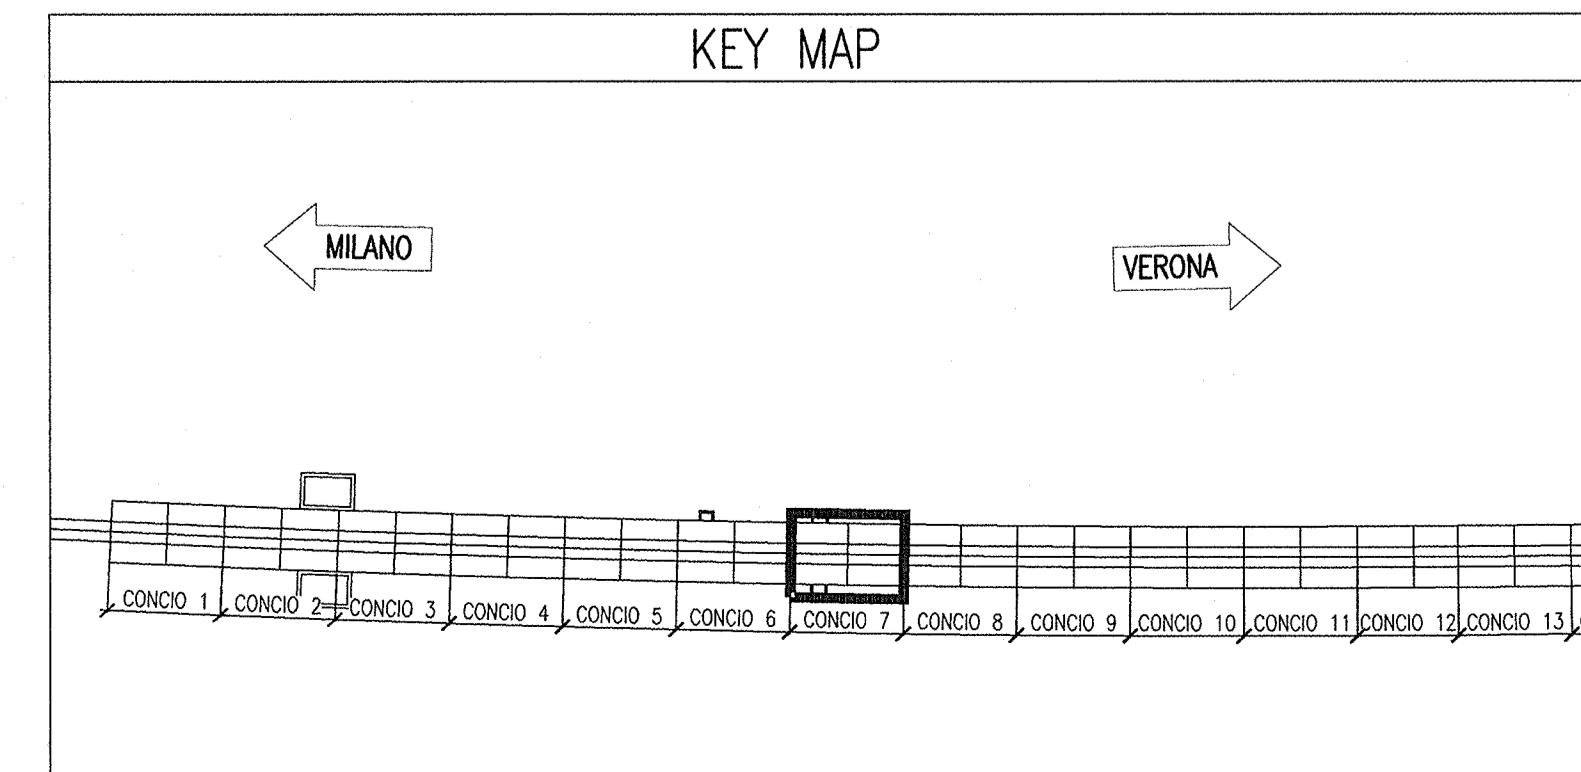 KEY MAP
MILANO
VERONA
CONCIO 1 CONCIO 2 CONCIO 3 CONCIO 4 CONCIO 5 CONCIO 6 CONCIO 7 CONCIO 8 CONCIO 9 CONCIO 10 CONCIO 11 CONCIO 12 CONCIO 13